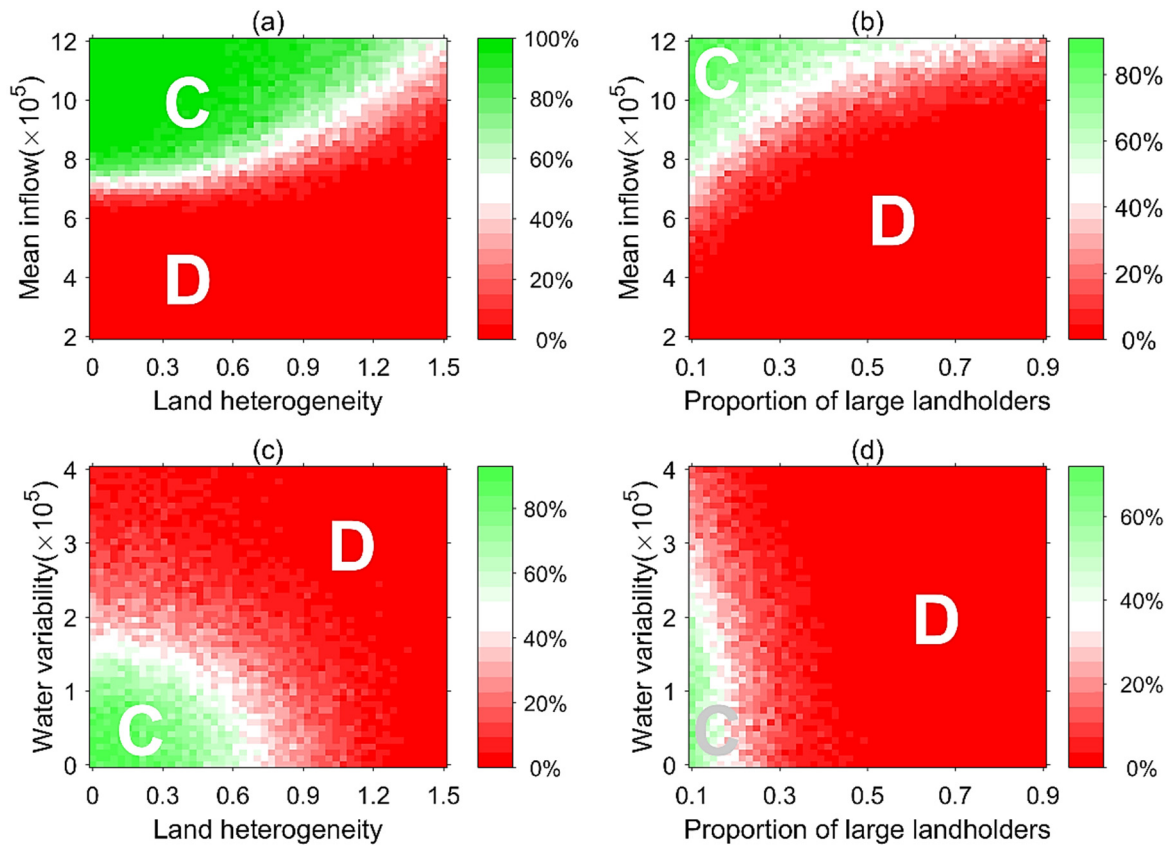 (a)
Mean inflow(×10⁵)
12
10
8
6
4
2
C
D
0 0.3 0.6 0.9 1.2 1.5
Land heterogeneity
100%
80%
60%
40%
20%
0%
(b)
Mean inflow(×10⁵)
12
10
8
6
4
2
C
D
0.1 0.3 0.5 0.7 0.9
Proportion of large landholders
80%
60%
40%
20%
0%
(c)
Water variability(×10⁵)
4
3
2
1
0
D
C
0 0.3 0.6 0.9 1.2 1.5
Land heterogeneity
80%
60%
40%
20%
0%
(d)
Water variability(×10⁵)
4
3
2
1
0
D
C
0.1 0.3 0.5 0.7 0.9
Proportion of large landholders
60%
40%
20%
0%